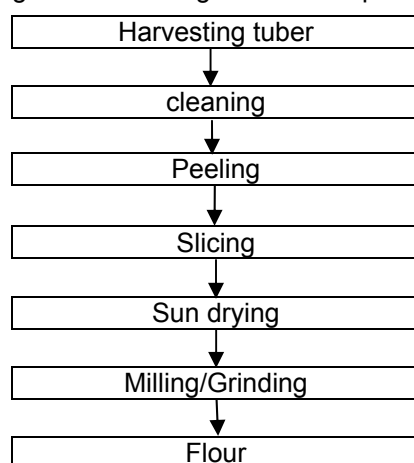 Harvesting tuber
cleaning
Peeling
Slicing
Sun drying
Milling/Grinding
Flour